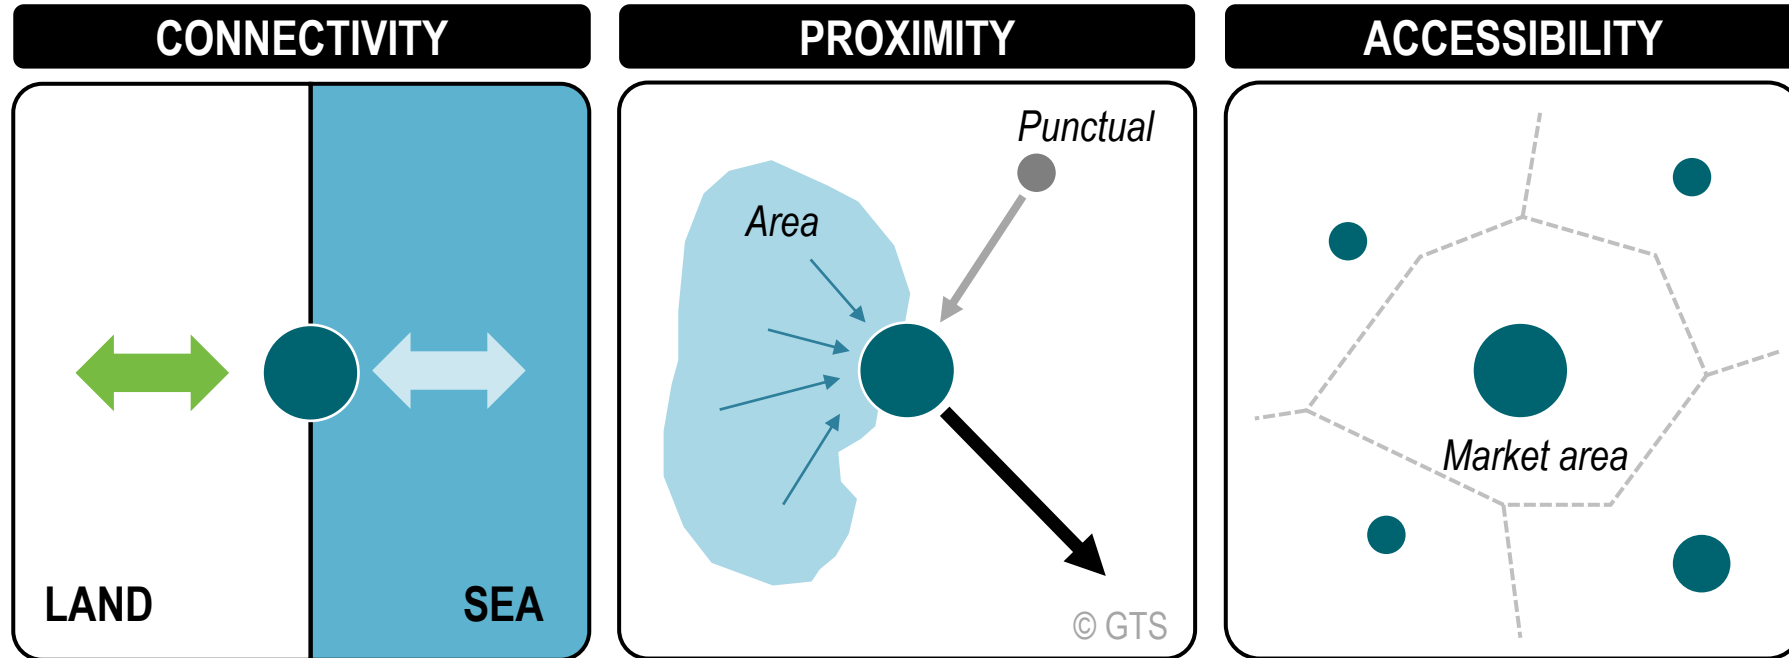 CONNECTIVITY
LAND
SEA
PROXIMITY
Punctual
Area
© GTS
ACCESSIBILITY
Market area